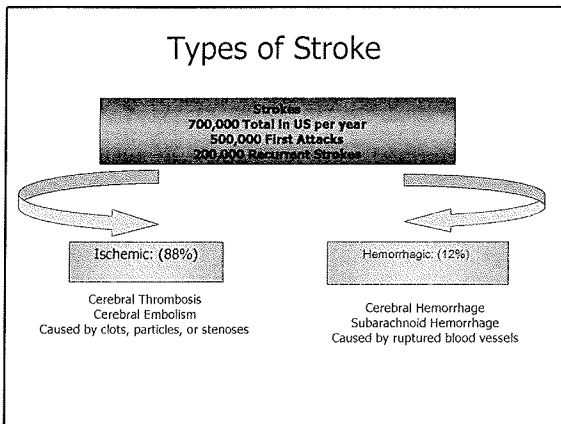 Types of Stroke
Strokes
700,000 Total in US per year
500,000 First Attacks
200,000 Recurrent Strokes
Ischemic: (88%)
Hemorrhagic: (12%)
Cerebral Thrombosis
Cerebral Embolism
Caused by clots, particles, or stenoses
Cerebral Hemorrhage
Subarachnoid Hemorrhage
Caused by ruptured blood vessels